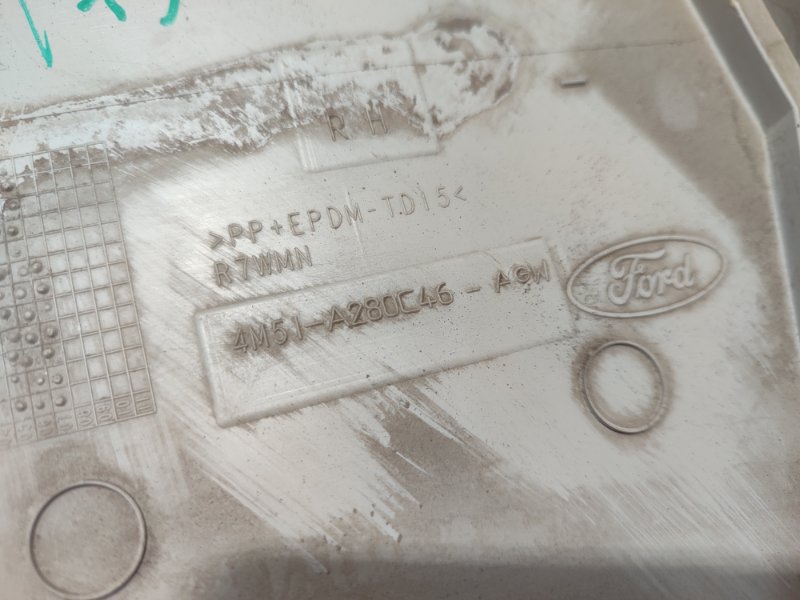 RH
>PP+EPDM-TD15<
R7WMN
4M51-A280C46-AGW
Ford